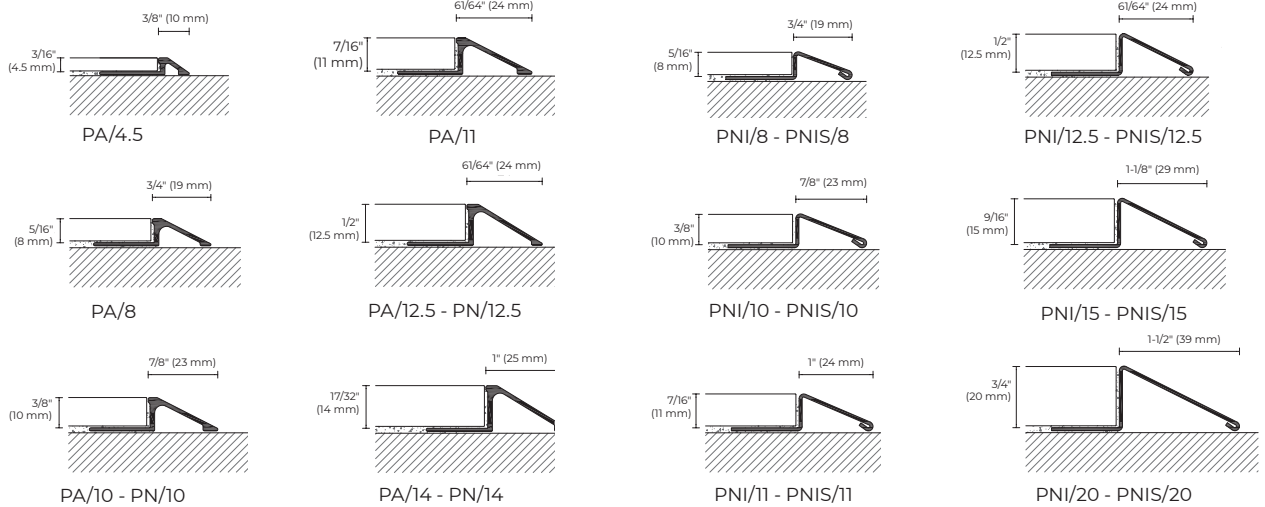 3/8" (10 mm)
3/16"
(4.5 mm)
PA/4.5
61/64" (24 mm)
7/16"
(11 mm)
PA/11
3/4" (19 mm)
5/16"
(8 mm)
PNI/8 - PNIS/8
61/64" (24 mm)
1/2"
(12.5 mm)
PNI/12.5 - PNIS/12.5
3/4" (19 mm)
5/16"
(8 mm)
PA/8
61/64" (24 mm)
1/2"
(12.5 mm)
PA/12.5 - PN/12.5
7/8" (23 mm)
3/8"
(10 mm)
PNI/10 - PNIS/10
1-1/8" (29 mm)
9/16"
(15 mm)
PNI/15 - PNIS/15
7/8" (23 mm)
3/8"
(10 mm)
PA/10 - PN/10
1" (25 mm)
17/32"
(14 mm)
PA/14 - PN/14
1" (24 mm)
7/16"
(11 mm)
PNI/11 - PNIS/11
1-1/2" (39 mm)
3/4"
(20 mm)
PNI/20 - PNIS/20